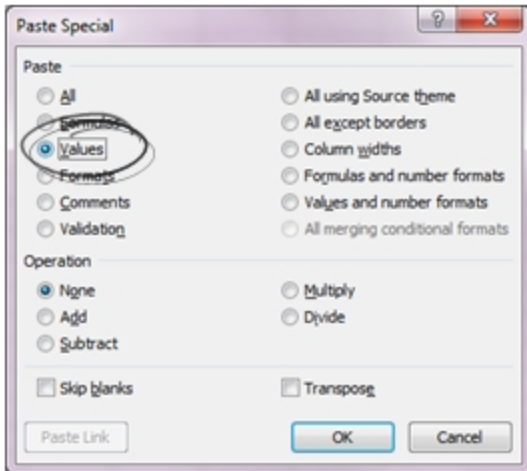 Paste Special
Paste
All
Formulas
Values
Formats
Comments
Validation
All using Source theme
All except borders
Column widths
Formulas and number formats
Values and number formats
All merging conditional formats
Operation
None
Add
Subtract
Multiply
Divide
Skip blanks
Transpose
Paste Link
OK
Cancel